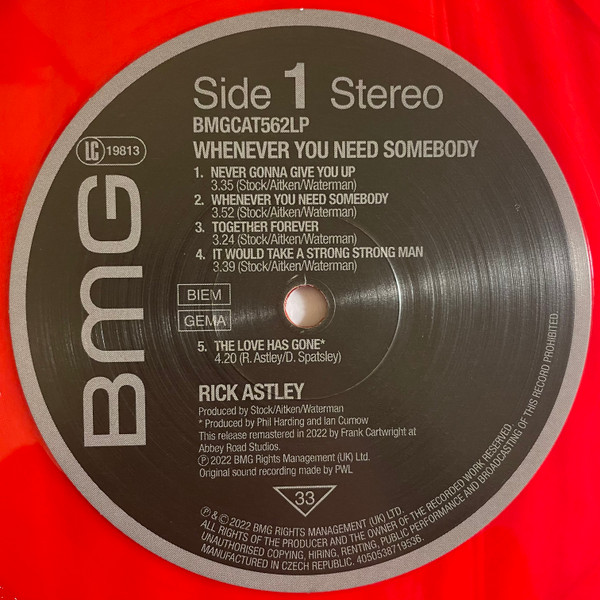 Side 1 Stereo
BMGCAT562LP
LC 19813
WHENEVER YOU NEED SOMEBODY
1. NEVER GONNA GIVE YOU UP
3.35 (Stock/Aitken/Waterman)
2. WHENEVER YOU NEED SOMEBODY
3.52 (Stock/Aitken/Waterman)
3. TOGETHER FOREVER
3.24 (Stock/Aitken/Waterman)
4. IT WOULD TAKE A STRONG STRONG MAN
3.39 (Stock/Aitken/Waterman)
BMG
BIEM
GEMA
5. THE LOVE HAS GONE*
4.20 (R. Astley/D. Spatsley)
RICK ASTLEY
Produced by Stock/Aitken/Waterman
* Produced by Phil Harding and Ian Curnow
This release remastered in 2022 by Frank Cartwright at
Abbey Road Studios.
℗ 2022 BMG Rights Management (UK) Ltd.
Original sound recording made by PWL
33
℗ & © 2022 BMG RIGHTS MANAGEMENT (UK) LTD.
ALL RIGHTS OF THE PRODUCER AND THE OWNER OF THE RECORDED WORK RESERVED.
UNAUTHORISED COPYING, HIRING, RENTING, PUBLIC PERFORMANCE AND BROADCASTING OF THIS RECORD PROHIBITED.
MANUFACTURED IN CZECH REPUBLIC. 4050538719536.